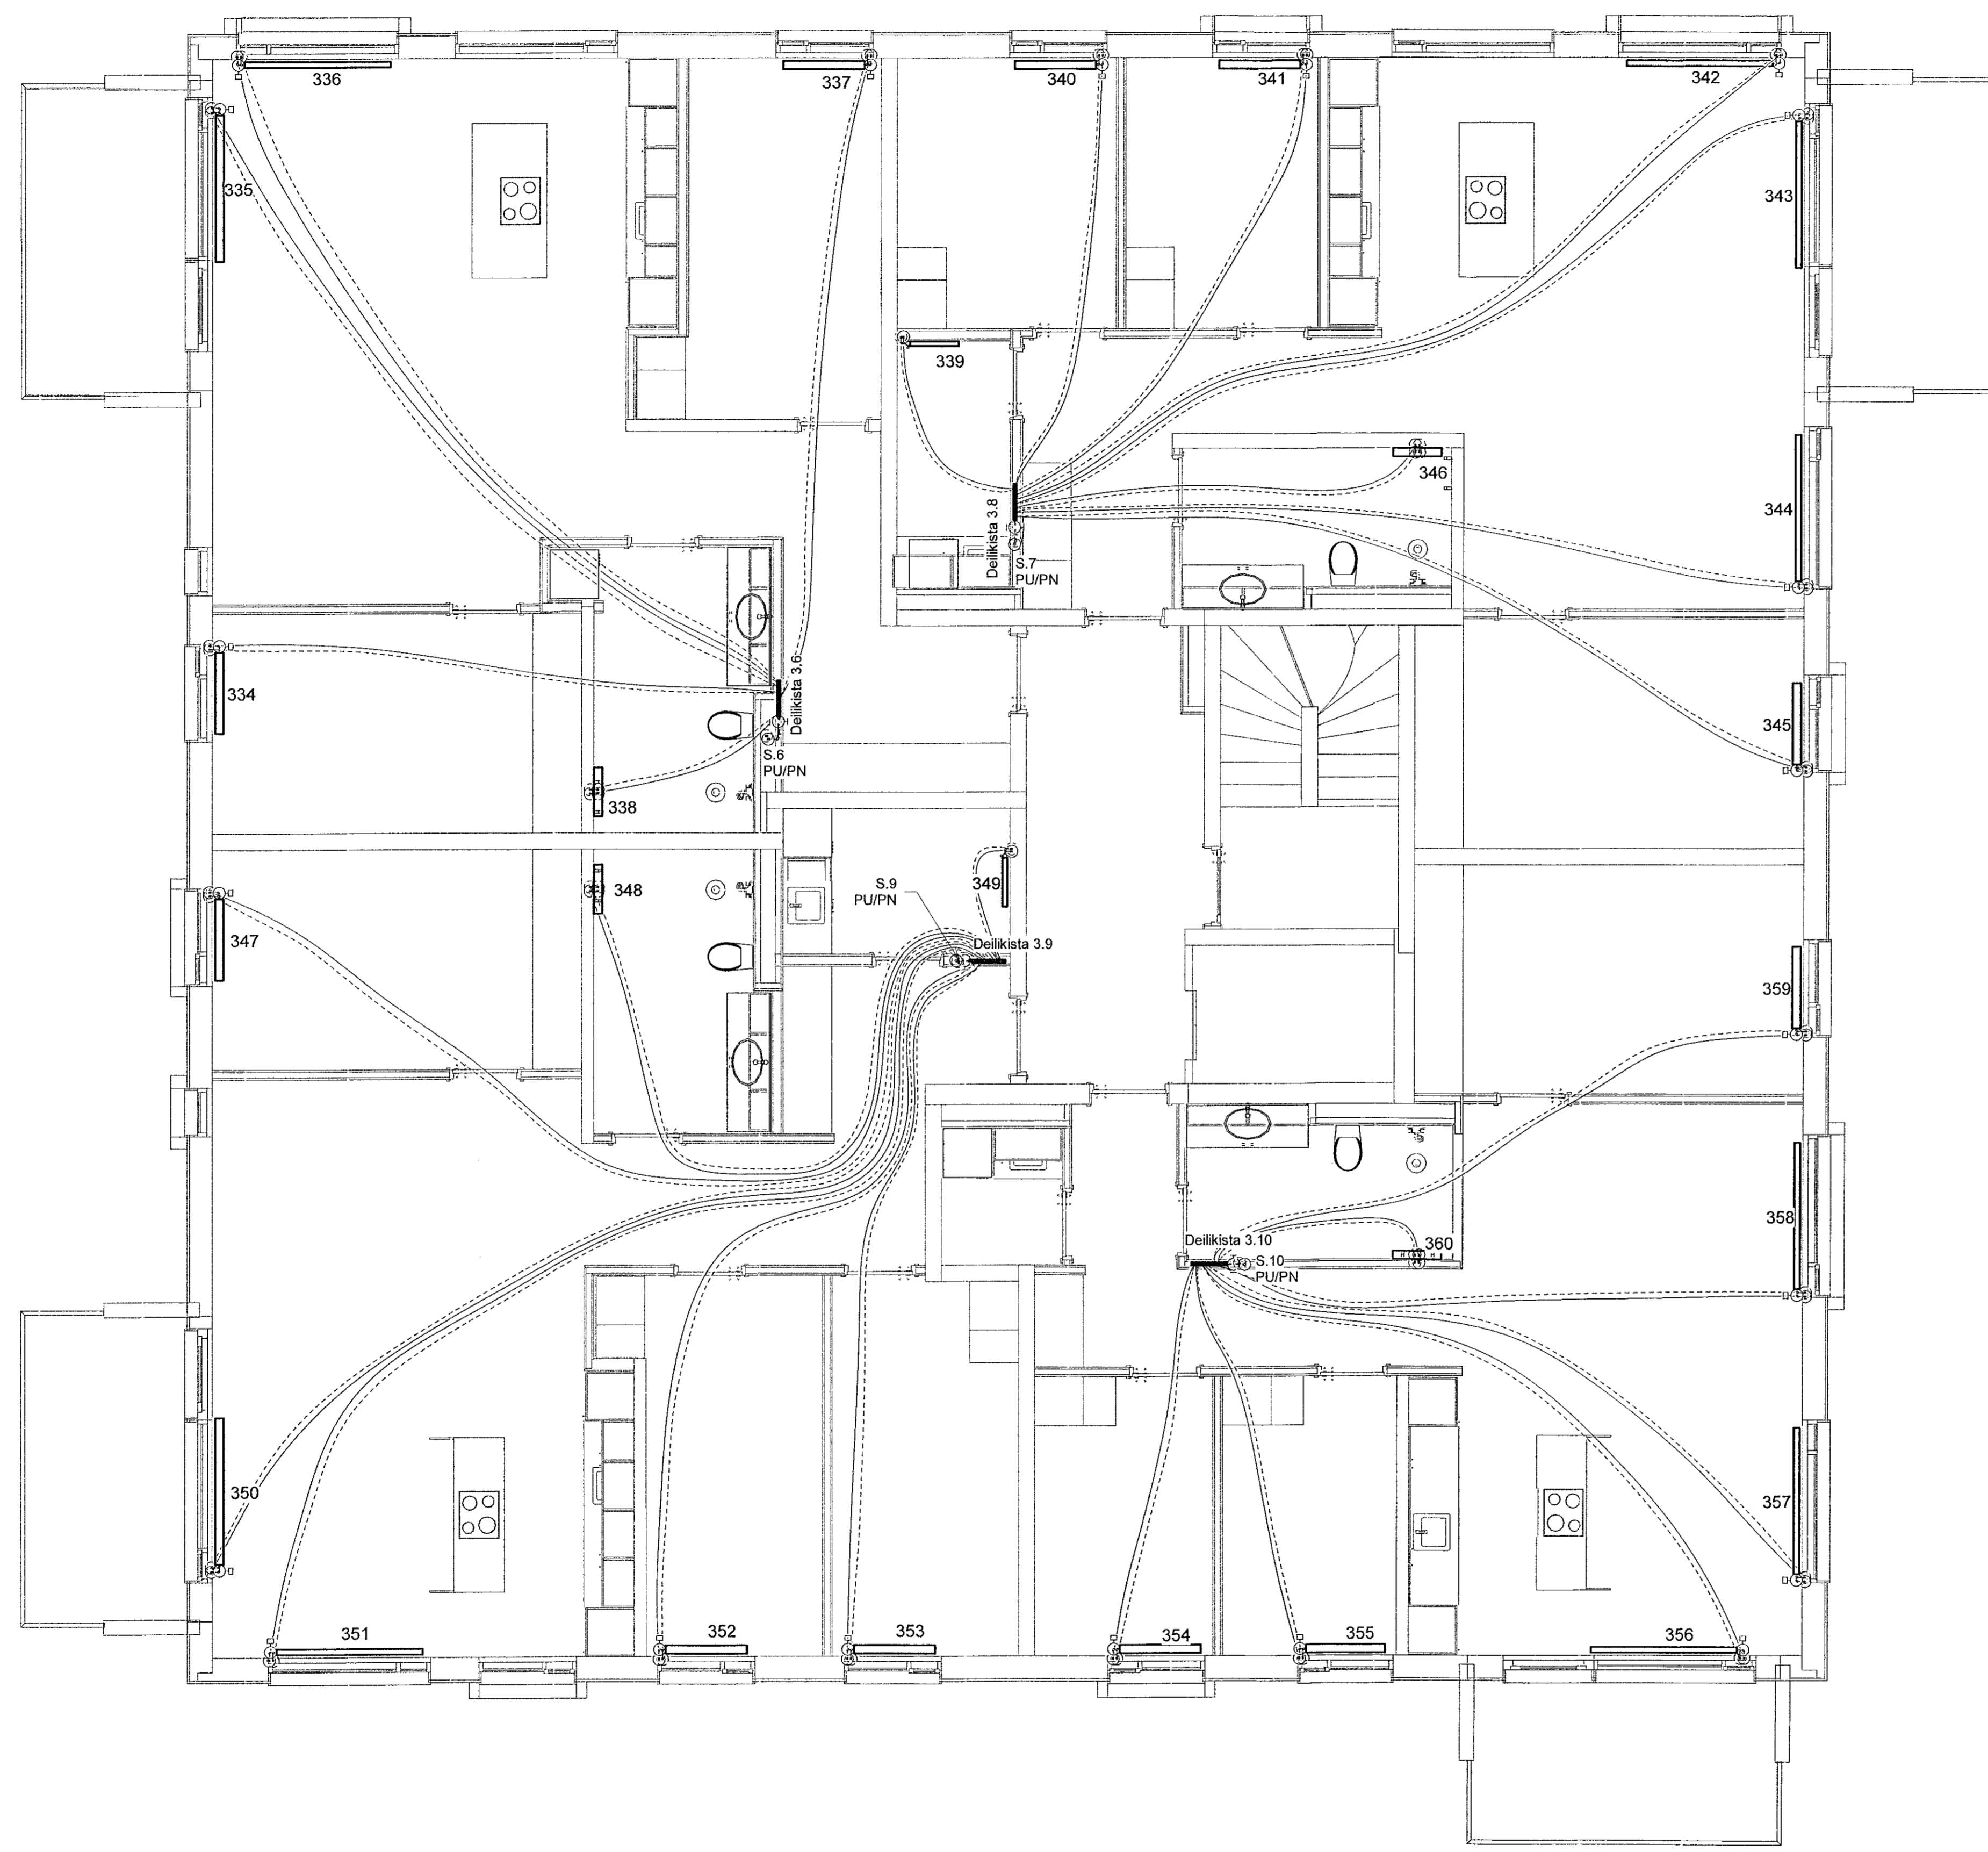 336
337
340
341
342
335
343
339
346
344
Deilikista 3.8
S.7
PU/PN
334
Deilikista 3.6
345
S.6
PU/PN
338
348
S.9
PU/PN
349
347
Deilikista 3.9
359
358
Deilikista 3.10
360
S.10
PU/PN
350
357
351
352
353
354
355
356